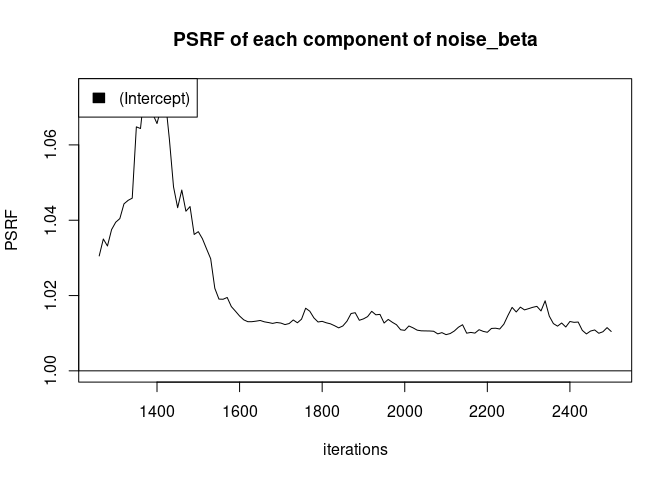 PSRF of each component of noise_beta
(Intercept)
PSRF
1.06
1.04
1.02
1.00
1400 1600 1800 2000 2200 2400
iterations